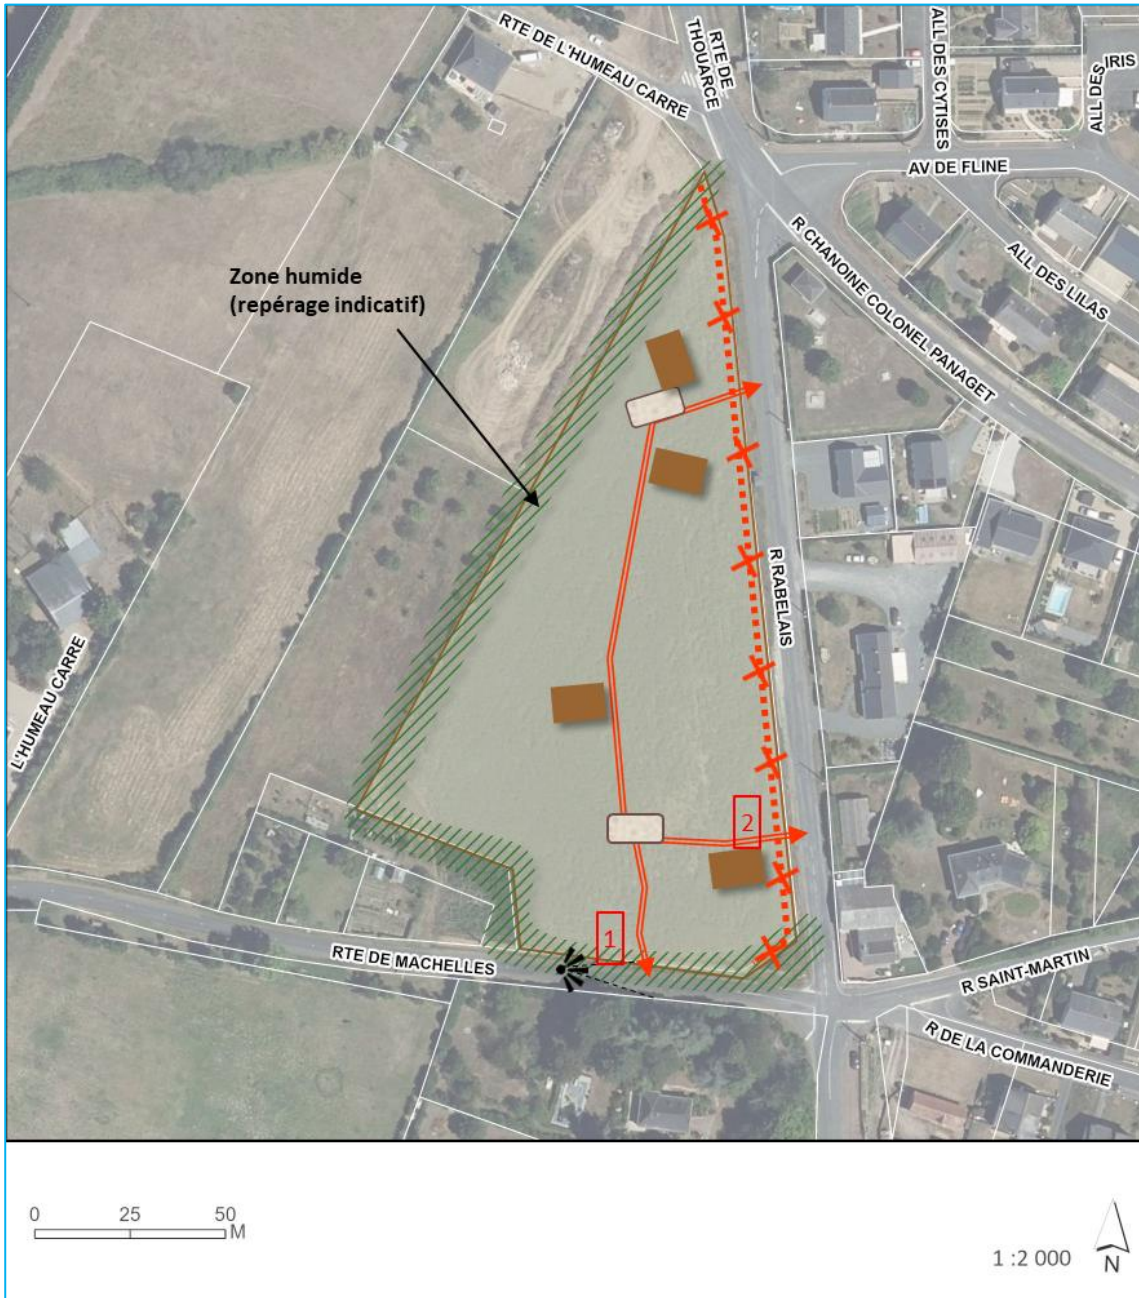 RTE DE L'HUMEAU CARRE
RTE DE
THOUARCE
ALL DES CYTISES
ALL DES
IRIS
AV DE FLINE
R CHANOINE COLONEL PANAGET
ALL DES LILAS
Zone humide
(repérage indicatif)
R RABELAIS
L'HUMEAU CARRE
2
1
RTE DE MACHELLES
R SAINT-MARTIN
R DE LA COMMANDERIE
0 25 50
M
1 :2 000
N